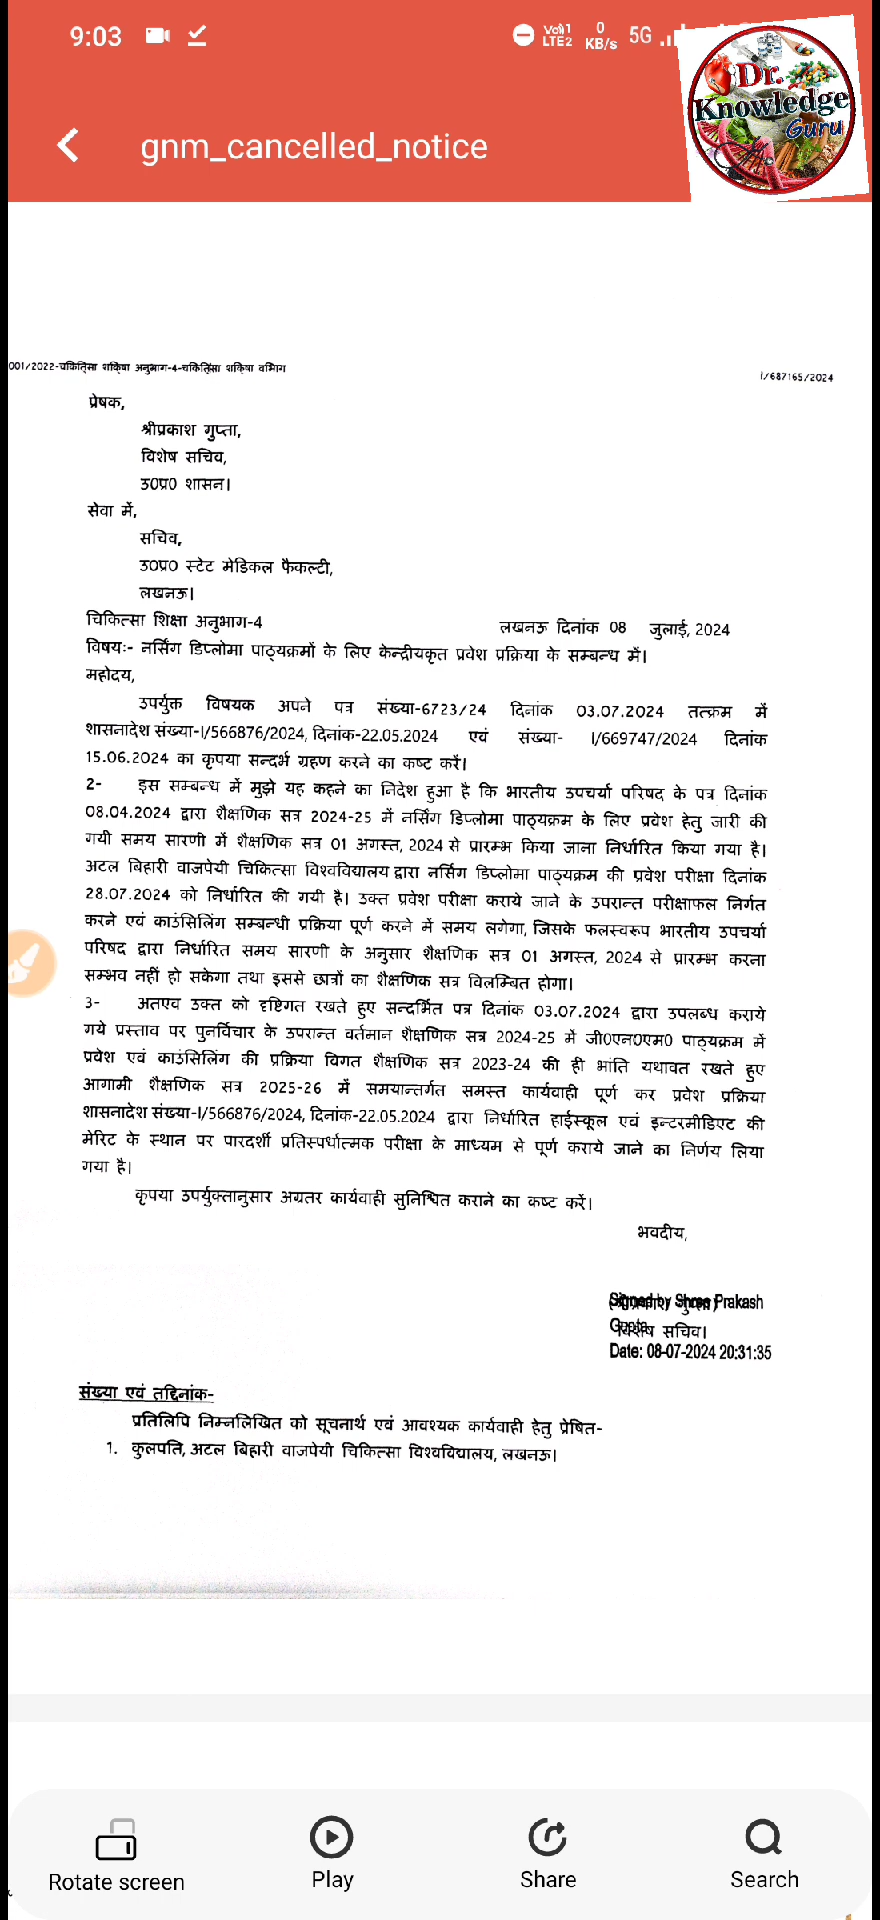 9:03
Vo))1 LTE2
0 KB/s
5G
Dr. Knowledge Guru
gnm_cancelled_notice
001/2022-चिकित्सा शिक्षा अनुभाग-4-चिकित्सा शिक्षा विभाग
I/687165/2024
प्रेषक,
श्रीप्रकाश गुप्ता,
विशेष सचिव,
उ0प्र0 शासन।
सेवा में,
सचिव,
उ0प्र0 स्टेट मेडिकल फैकल्टी,
लखनऊ।
चिकित्सा शिक्षा अनुभाग-4 लखनऊ दिनांक 08 जुलाई, 2024
विषयः- नर्सिंग डिप्लोमा पाठ्यक्रमों के लिए केन्द्रीयकृत प्रवेश प्रक्रिया के सम्बन्ध में।
महोदय,
उपर्युक्त विषयक अपने पत्र संख्या-6723/24 दिनांक 03.07.2024 तत्क्रम में
शासनादेश संख्या-I/566876/2024, दिनांक-22.05.2024 एवं संख्या- I/669747/2024 दिनांक
15.06.2024 का कृपया सन्दर्भ ग्रहण करने का कष्ट करें।
2- इस सम्बन्ध में मुझे यह कहने का निदेश हुआ है कि भारतीय उपचर्या परिषद के पत्र दिनांक
08.04.2024 द्वारा शैक्षणिक सत्र 2024-25 में नर्सिंग डिप्लोमा पाठ्यक्रम के लिए प्रवेश हेतु जारी की
गयी समय सारणी में शैक्षणिक सत्र 01 अगस्त, 2024 से प्रारम्भ किया जाना निर्धारित किया गया है।
अटल बिहारी वाजपेयी चिकित्सा विश्वविद्यालय द्वारा नर्सिग डिप्लोमा पाठ्यक्रम की प्रवेश परीक्षा दिनांक
28.07.2024 को निर्धारित की गयी है। उक्त प्रवेश परीक्षा कराये जाने के उपरान्त परीक्षाफल निर्गत
करने एवं काउंसिलिंग सम्बन्धी प्रक्रिया पूर्ण करने में समय लगेगा, जिसके फलस्वरूप भारतीय उपचर्या
परिषद द्वारा निर्धारित समय सारणी के अनुसार शैक्षणिक सत्र 01 अगस्त, 2024 से प्रारम्भ करना
सम्भव नहीं हो सकेगा तथा इससे छात्रों का शैक्षणिक सत्र विलम्बित होगा।
3- अतएव उक्त को दृष्टिगत रखते हुए सन्दर्भित पत्र दिनांक 03.07.2024 द्वारा उपलब्ध कराये
गये प्रस्ताव पर पुनर्विचार के उपरान्त वर्तमान शैक्षणिक सत्र 2024-25 में जी0एन0एम0 पाठ्यक्रम में
प्रवेश एवं काउंसिलिंग की प्रक्रिया विगत शैक्षणिक सत्र 2023-24 की ही भांति यथावत रखते हुए
आगामी शैक्षणिक सत्र 2025-26 में समयान्तर्गत समस्त कार्यवाही पूर्ण कर प्रवेश प्रक्रिया
शासनादेश संख्या-I/566876/2024, दिनांक-22.05.2024 द्वारा निर्धारित हाईस्कूल एवं इन्टरमीडिएट की
मेरिट के स्थान पर पारदर्शी प्रतिस्पर्धात्मक परीक्षा के माध्यम से पूर्ण कराये जाने का निर्णय लिया
गया है।
कृपया उपर्युक्तानुसार अग्रतर कार्यवाही सुनिश्चित कराने का कष्ट करें।
भवदीय,
Signed by Shree Prakash
Gupta
विशेष सचिव।
Date: 08-07-2024 20:31:35
संख्या एवं तद्दिनांक-
प्रतिलिपि निम्नलिखित को सूचनार्थ एवं आवश्यक कार्यवाही हेतु प्रेषित-
1. कुलपति, अटल बिहारी वाजपेयी चिकित्सा विश्वविद्यालय, लखनऊ।
Rotate screen
Play
Share
Search